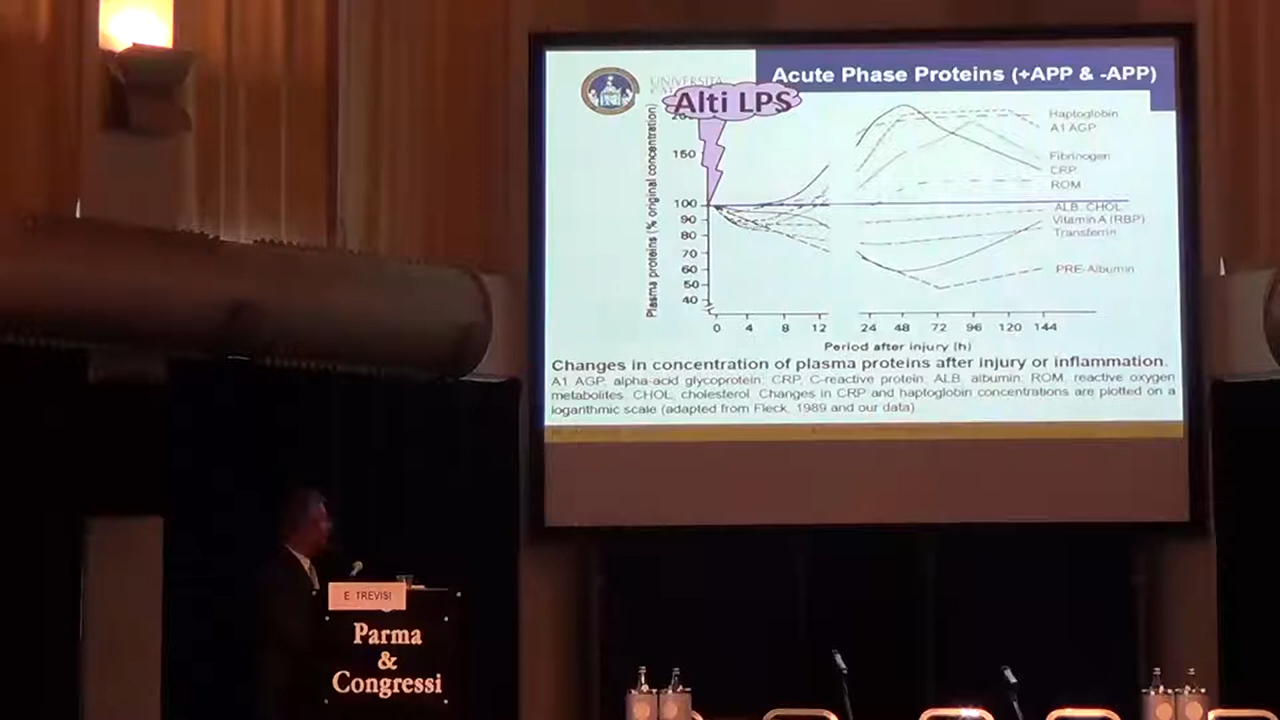 UNIVERSITÀ
Acute Phase Proteins (+APP & -APP)
Alti LPS
Plasma proteins (% original concentration)
150
100
90
80
70
60
50
40
0 4 8 12 24 48 72 96 120 144
Period after injury (h)
Haptoglobin
A1 AGP
Fibrinogen
CRP
ROM
ALB, CHOL
Vitamin A (RBP)
Transferrin
PRE-Albumin
Changes in concentration of plasma proteins after injury or inflammation.
A1 AGP, alpha-acid glycoprotein; CRP, C-reactive protein; ALB, albumin; ROM, reactive oxygen
metabolites; CHOL, cholesterol. Changes in CRP and haptoglobin concentrations are plotted on a
logarithmic scale (adapted from Fleck, 1989 and our data)
E. TREVISI
Parma
&
Congressi